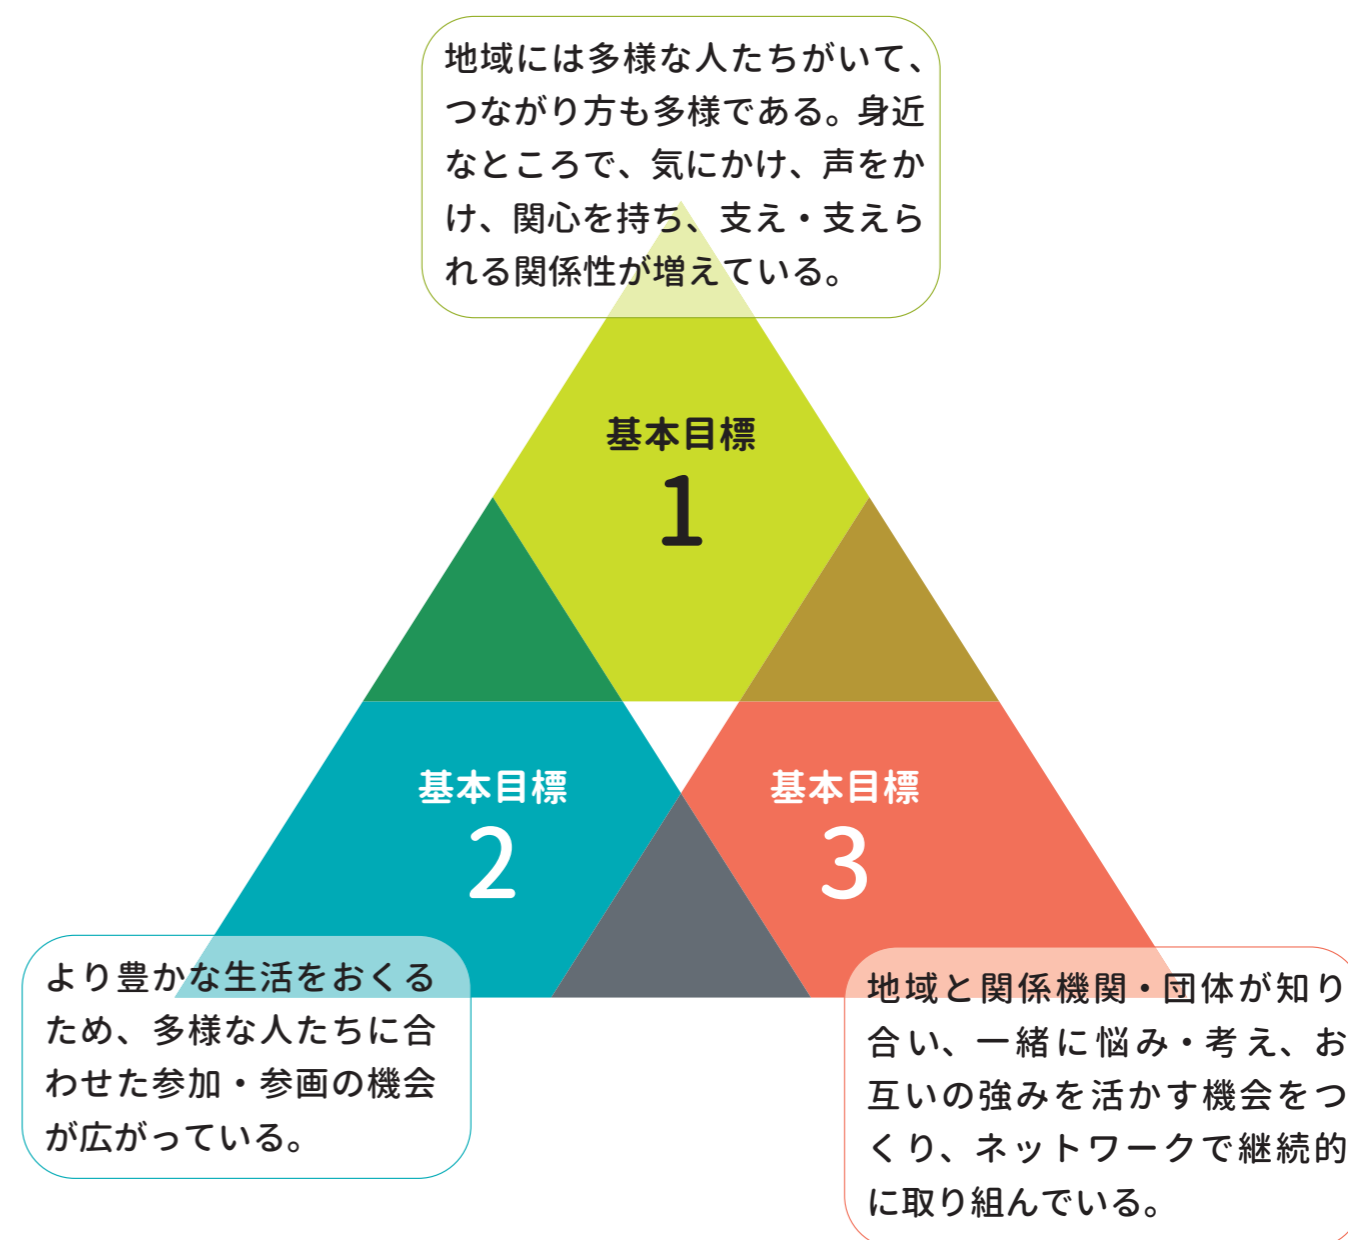 地域には多様な人たちがいて、
つながり方も多様である。身近
なところで、気にかけ、声をか
け、関心を持ち、支え・支えら
れる関係性が増えている。
基本目標
1
基本目標
2
基本目標
3
より豊かな生活をおくる
ため、多様な人たちに合
わせた参加・参画の機会
が広がっている。
地域と関係機関・団体が知り
合い、一緒に悩み・考え、お
互いの強みを活かす機会をつ
くり、ネットワークで継続的
に取り組んでいる。